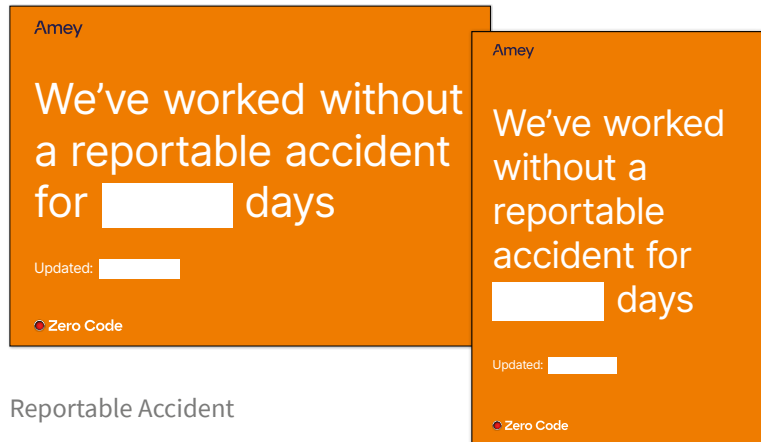 Amey
We've worked without
a reportable accident
for days
Updated:
Zero Code
Amey
We've worked
without a
reportable
accident for
days
Updated:
Zero Code
Reportable Accident